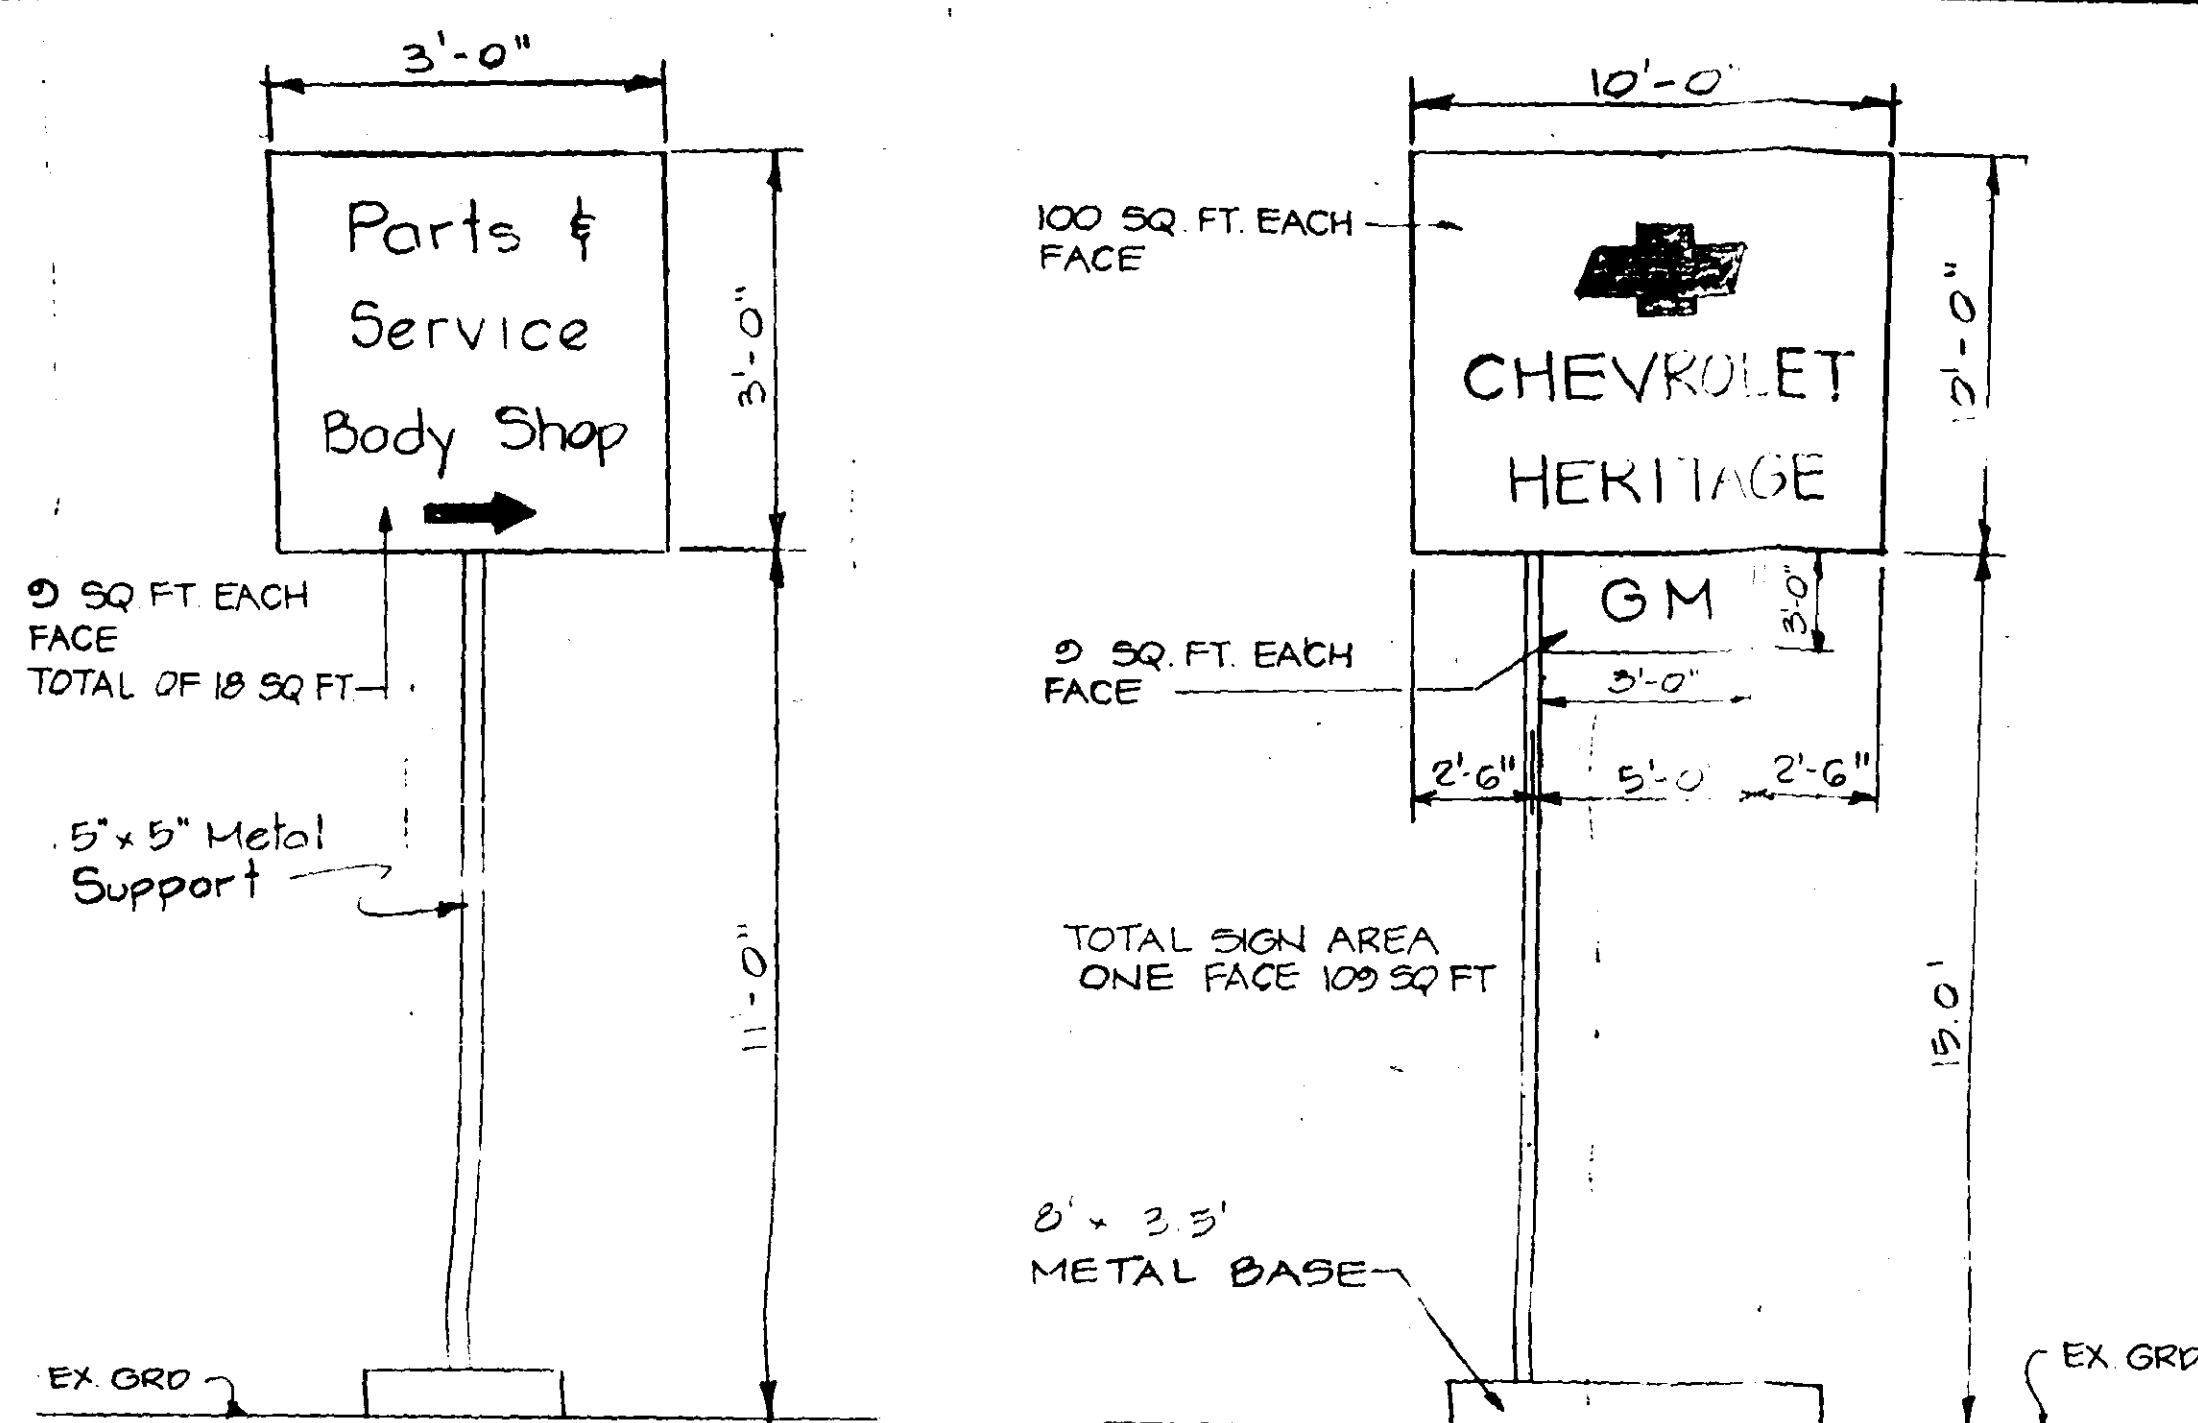 3'-0"
Parts &
Service
Body Shop
3'-0"
9 SQ. FT. EACH
FACE
TOTAL OF 18 SQ FT
5" x 5" Metal
Support
11'-0"
EX. GRD
10'-0"
100 SQ. FT. EACH
FACE
CHEVROLET
HERITAGE
10'-0"
GM
3'-0"
9 SQ. FT. EACH
FACE
3'-0"
2'-6" 5'-0 2'-6"
TOTAL SIGN AREA
ONE FACE 109 SQ FT
15.0'
8' x 3.5'
METAL BASE
EX. GRD